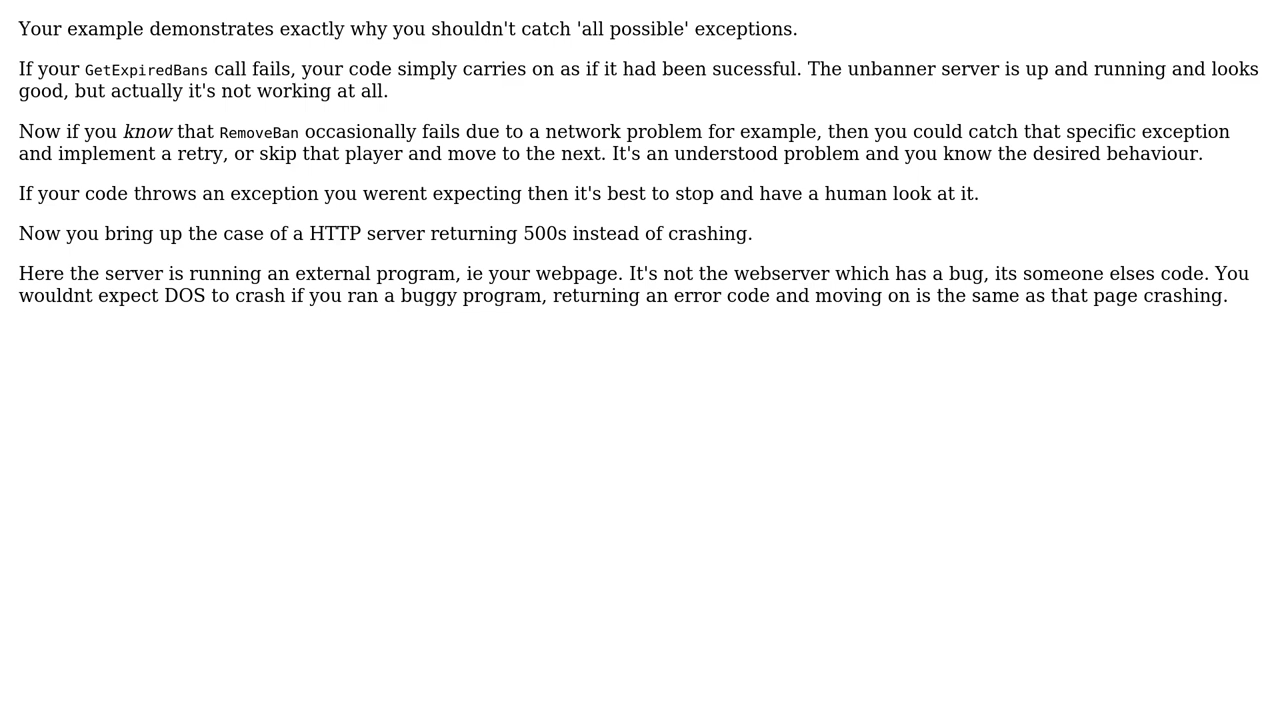 Your example demonstrates exactly why you shouldn't catch 'all possible' exceptions.
If your GetExpiredBans call fails, your code simply carries on as if it had been sucessful. The unbanner server is up and running and looks
good, but actually it's not working at all.
Now if you know that RemoveBan occasionally fails due to a network problem for example, then you could catch that specific exception
and implement a retry, or skip that player and move to the next. It's an understood problem and you know the desired behaviour.
If your code throws an exception you werent expecting then it's best to stop and have a human look at it.
Now you bring up the case of a HTTP server returning 500s instead of crashing.
Here the server is running an external program, ie your webpage. It's not the webserver which has a bug, its someone elses code. You
wouldnt expect DOS to crash if you ran a buggy program, returning an error code and moving on is the same as that page crashing.